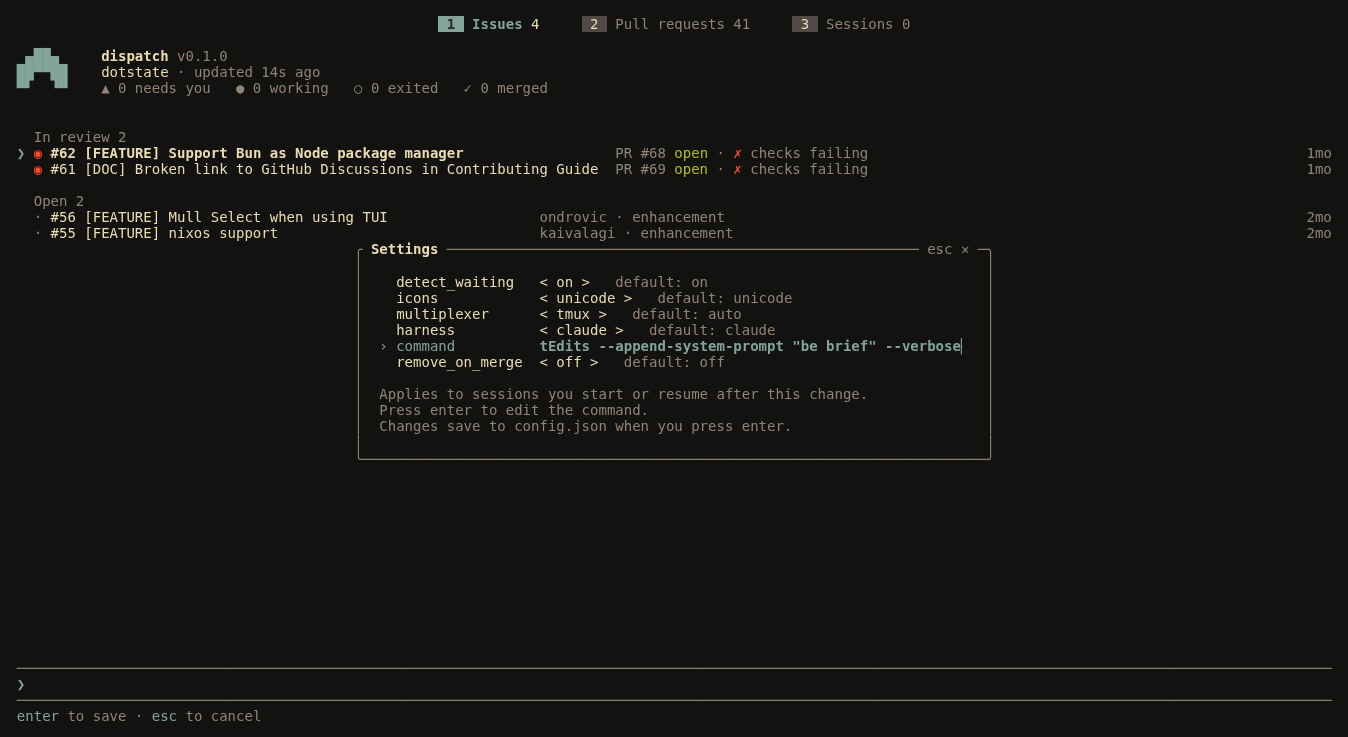 1 Issues 4 2 Pull requests 41 3 Sessions 0
dispatch v0.1.0
dotstate · updated 14s ago
▲ 0 needs you ● 0 working ○ 0 exited ✓ 0 merged
In review 2
❯ ◉ #62 [FEATURE] Support Bun as Node package manager PR #68 open · ✗ checks failing 1mo
◉ #61 [DOC] Broken link to GitHub Discussions in Contributing Guide PR #69 open · ✗ checks failing 1mo
Open 2
· #56 [FEATURE] Mull Select when using TUI ondrovic · enhancement 2mo
· #55 [FEATURE] nixos support kaivalagi · enhancement 2mo
Settings esc ×
detect_waiting < on > default: on
icons < unicode > default: unicode
multiplexer < tmux > default: auto
harness < claude > default: claude
› command tEdits --append-system-prompt "be brief" --verbose
remove_on_merge < off > default: off
Applies to sessions you start or resume after this change.
Press enter to edit the command.
Changes save to config.json when you press enter.
❯
enter to save · esc to cancel